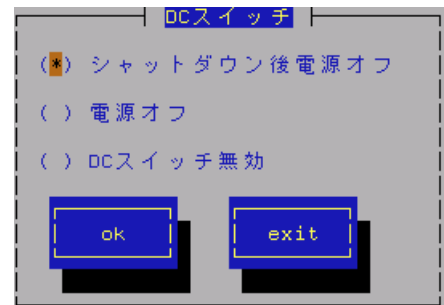 DCスイッチ
(*) シャットダウン後電源オフ
( ) 電源オフ
( ) DCスイッチ無効
ok exit